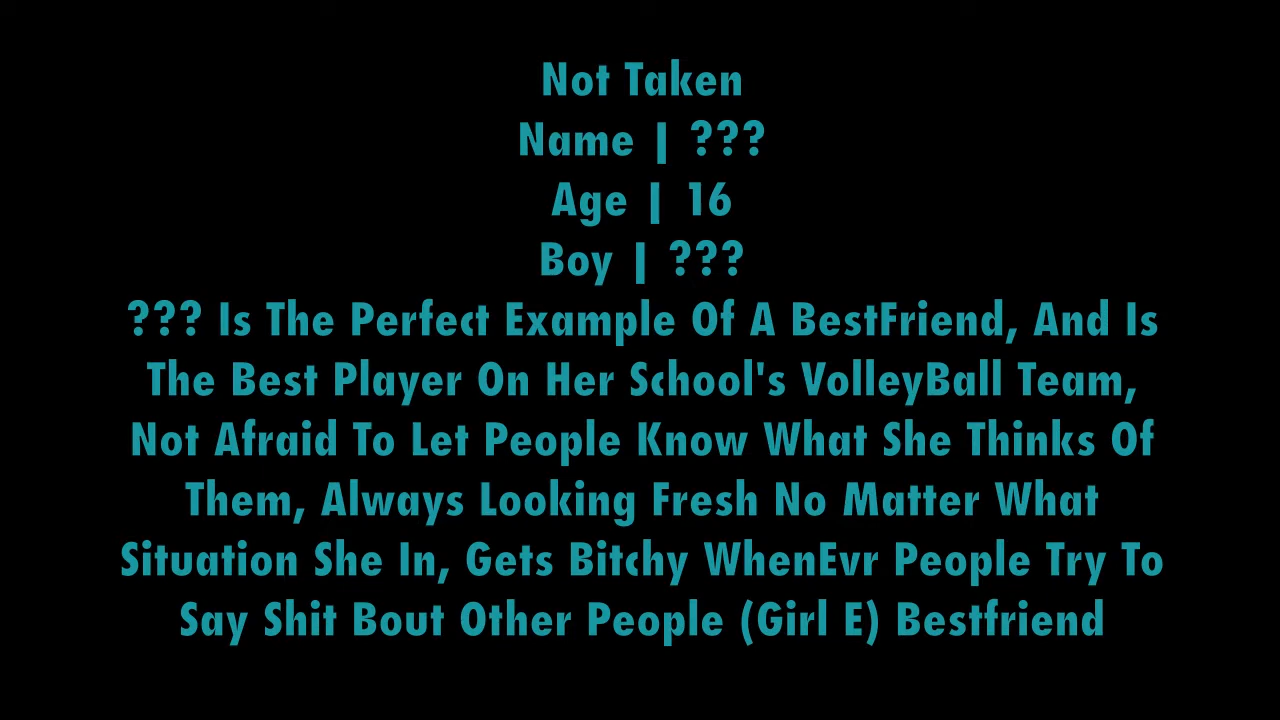 Not Taken
Name | ???
Age | 16
Boy | ???
??? Is The Perfect Example Of A BestFriend, And Is
The Best Player On Her School's VolleyBall Team,
Not Afraid To Let People Know What She Thinks Of
Them, Always Looking Fresh No Matter What
Situation She In, Gets Bitchy WhenEvr People Try To
Say Shit Bout Other People (Girl E) Bestfriend